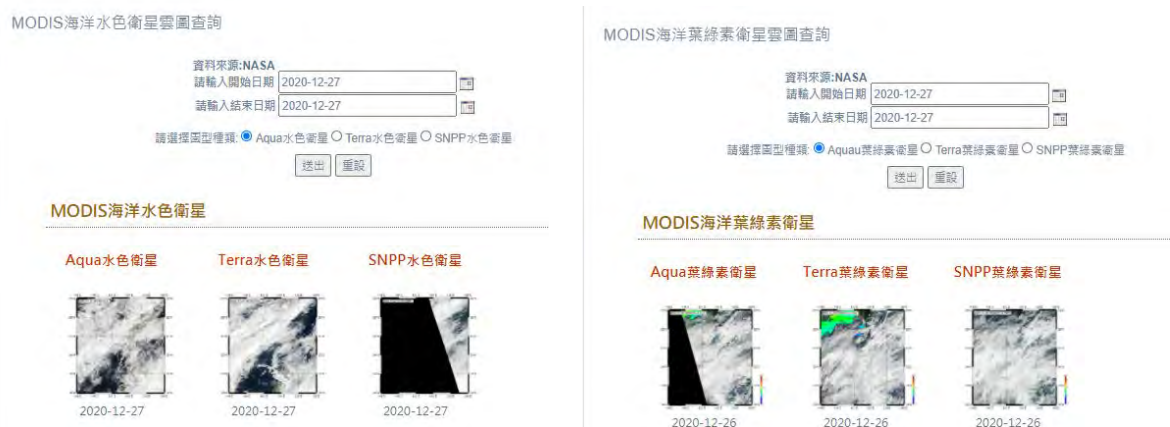 MODIS海洋水色衛星雲圖查詢
資料來源:NASA
請輸入開始日期 2020-12-27
請輸入結束日期 2020-12-27
請選擇圖型種類: Aqua水色衛星 Terra水色衛星 SNPP水色衛星
送出 重設
MODIS海洋水色衛星
Aqua水色衛星 Terra水色衛星 SNPP水色衛星
2020-12-27 2020-12-27 2020-12-27
MODIS海洋葉綠素衛星雲圖查詢
資料來源:NASA
請輸入開始日期 2020-12-27
請輸入結束日期 2020-12-27
請選擇圖型種類: Aquau葉綠素衛星 Terra葉綠素衛星 SNPP葉綠素衛星
送出 重設
MODIS海洋葉綠素衛星
Aqua葉綠素衛星 Terra葉綠素衛星 SNPP葉綠素衛星
2020-12-26 2020-12-26 2020-12-26